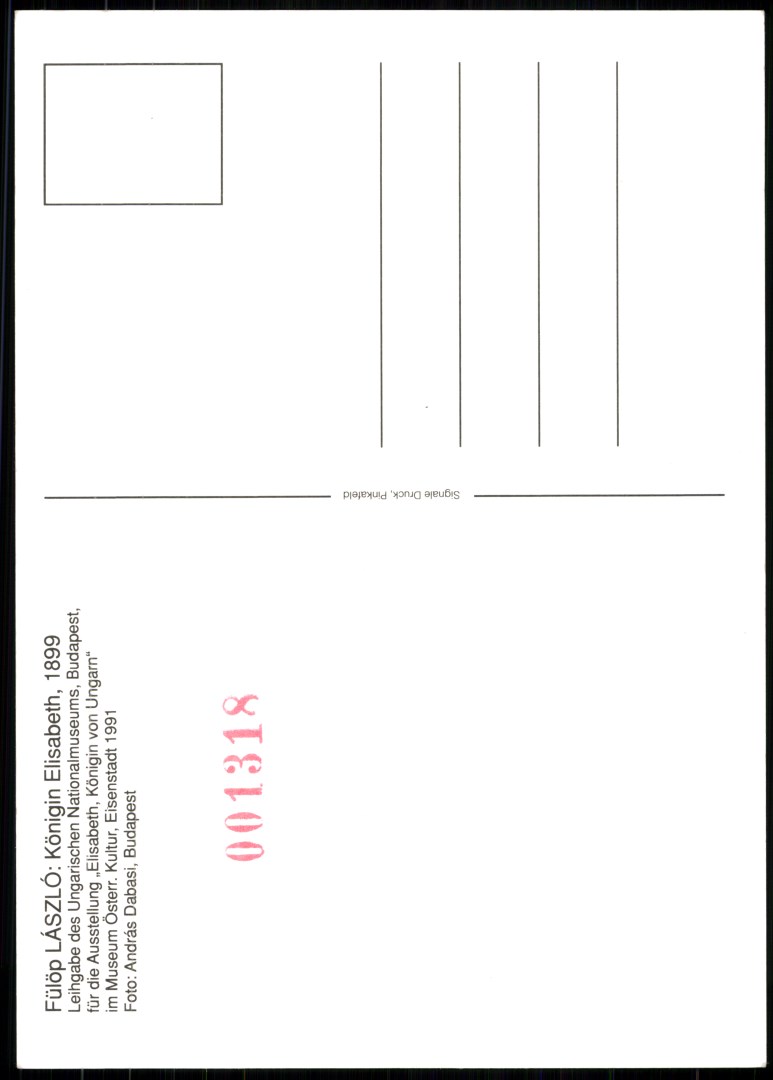 Fülöp LÁSZLÓ: Königin Elisabeth, 1899
Leihgabe des Ungarischen Nationalmuseums, Budapest,
für die Ausstellung „Elisabeth, Königin von Ungarn“
im Museum Österr. Kultur, Eisenstadt 1991
Foto: András Dabasi, Budapest
001318
Signale Druck, Pinkafeld